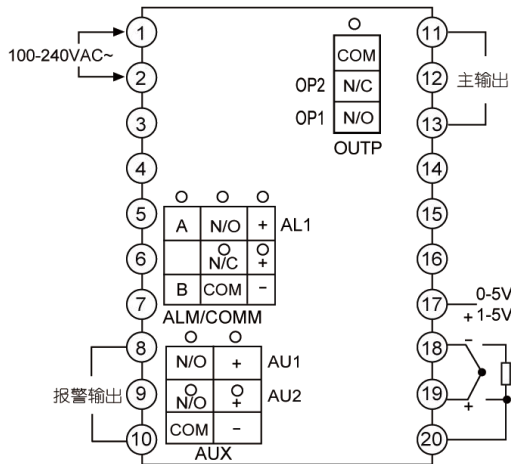 1 11
100-240VAC~ COM
2 OP2 N/C 12 主输出
3 OP1 N/O 13
OUTP
4 14
5 A N/O + AL1 15
6 N/C + 16
7 B COM - 17 0-5V
ALM/COMM + 1-5V
8 N/O + AU1 18 -
报警输出 9 N/O + AU2 19 +
10 COM - 20
AUX